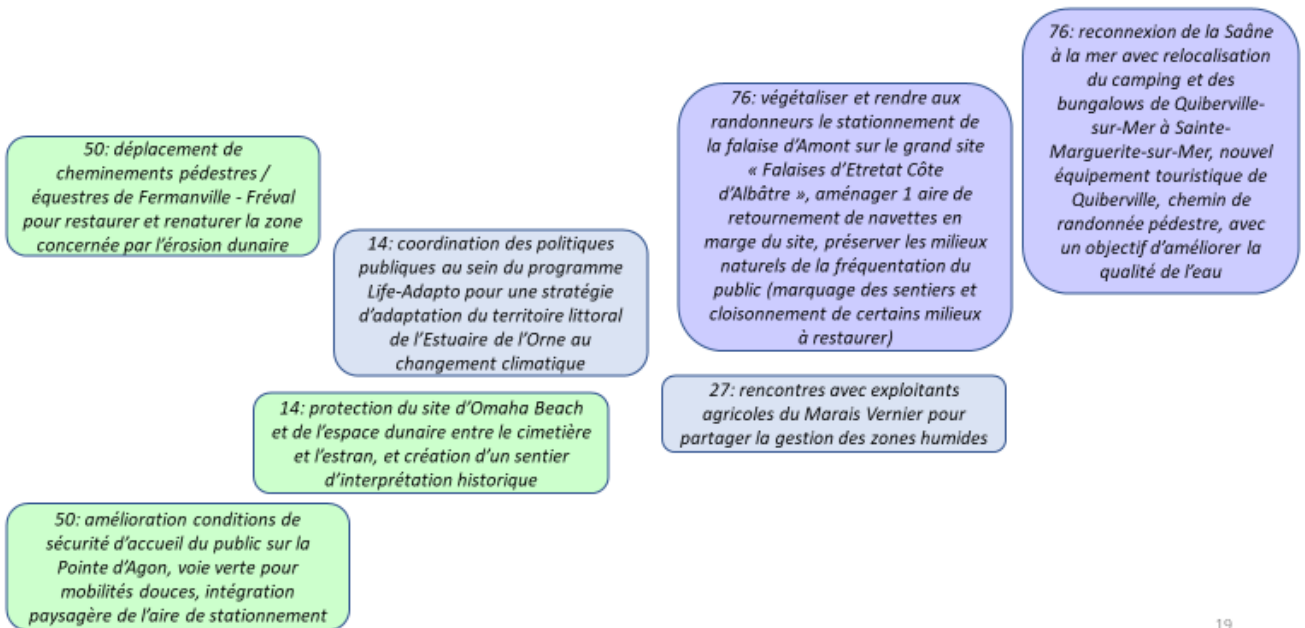 50: déplacement de
cheminements pédestres /
équestres de Fermanville - Fréval
pour restaurer et renaturer la zone
concernée par l'érosion dunaire
14: coordination des politiques
publiques au sein du programme
Life-Adapto pour une stratégie
d'adaptation du territoire littoral
de l'Estuaire de l'Orne au
changement climatique
14: protection du site d'Omaha Beach
et de l'espace dunaire entre le cimetière
et l'estran, et création d'un sentier
d'interprétation historique
50: amélioration conditions de
sécurité d'accueil du public sur la
Pointe d'Agon, voie verte pour
mobilités douces, intégration
paysagère de l'aire de stationnement
76: végétaliser et rendre aux
randonneurs le stationnement de
la falaise d'Amont sur le grand site
« Falaises d'Etretat Côte
d'Albâtre », aménager 1 aire de
retournement de navettes en
marge du site, préserver les milieux
naturels de la fréquentation du
public (marquage des sentiers et
cloisonnement de certains milieux
à restaurer)
27: rencontres avec exploitants
agricoles du Marais Vernier pour
partager la gestion des zones humides
76: reconnexion de la Saâne
à la mer avec relocalisation
du camping et des
bungalows de Quiberville-
sur-Mer à Sainte-
Marguerite-sur-Mer, nouvel
équipement touristique de
Quiberville, chemin de
randonnée pédestre, avec
un objectif d'améliorer la
qualité de l'eau
19